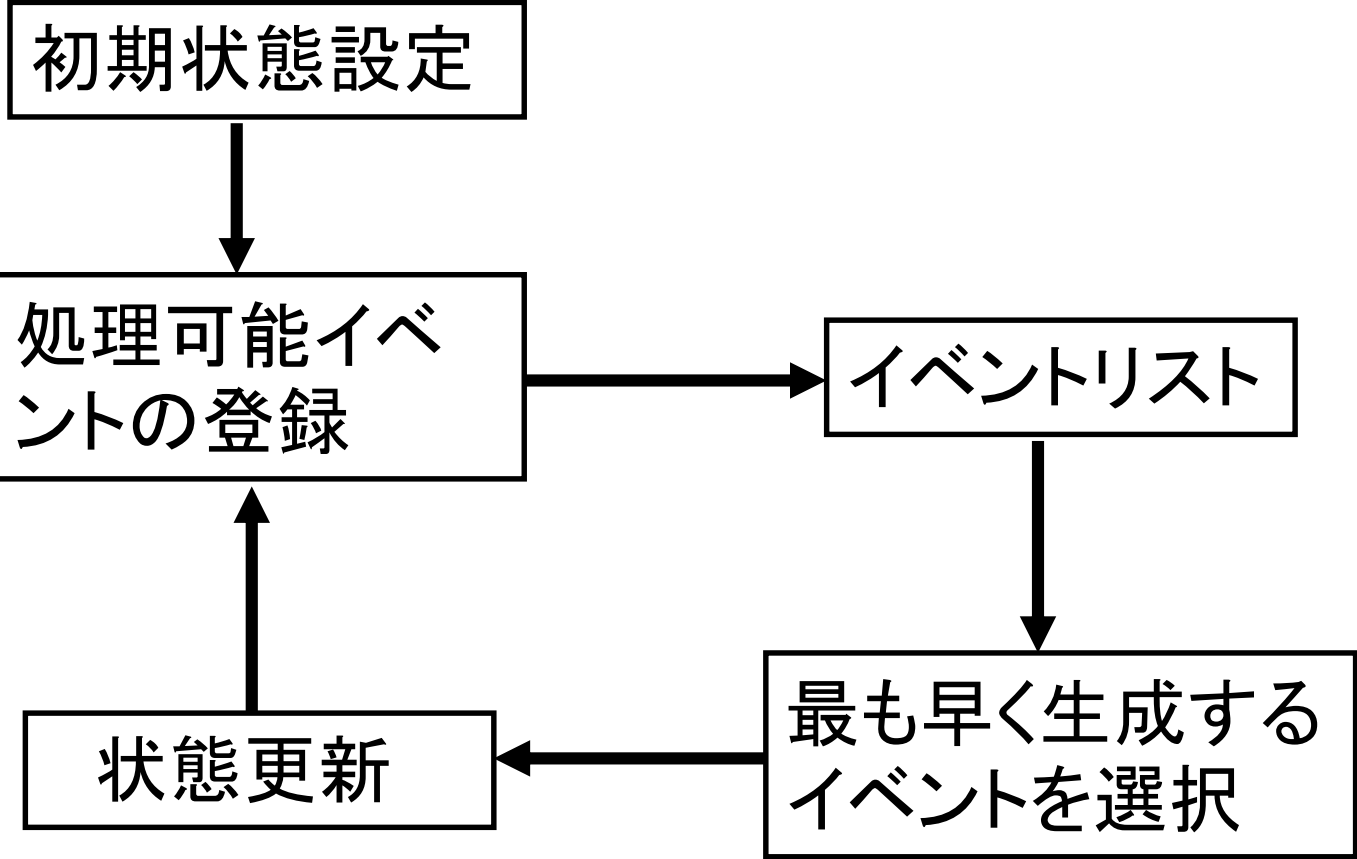 初期状態設定
処理可能イベ
ントの登録
イベントリスト
最も早く生成する
イベントを選択
状態更新